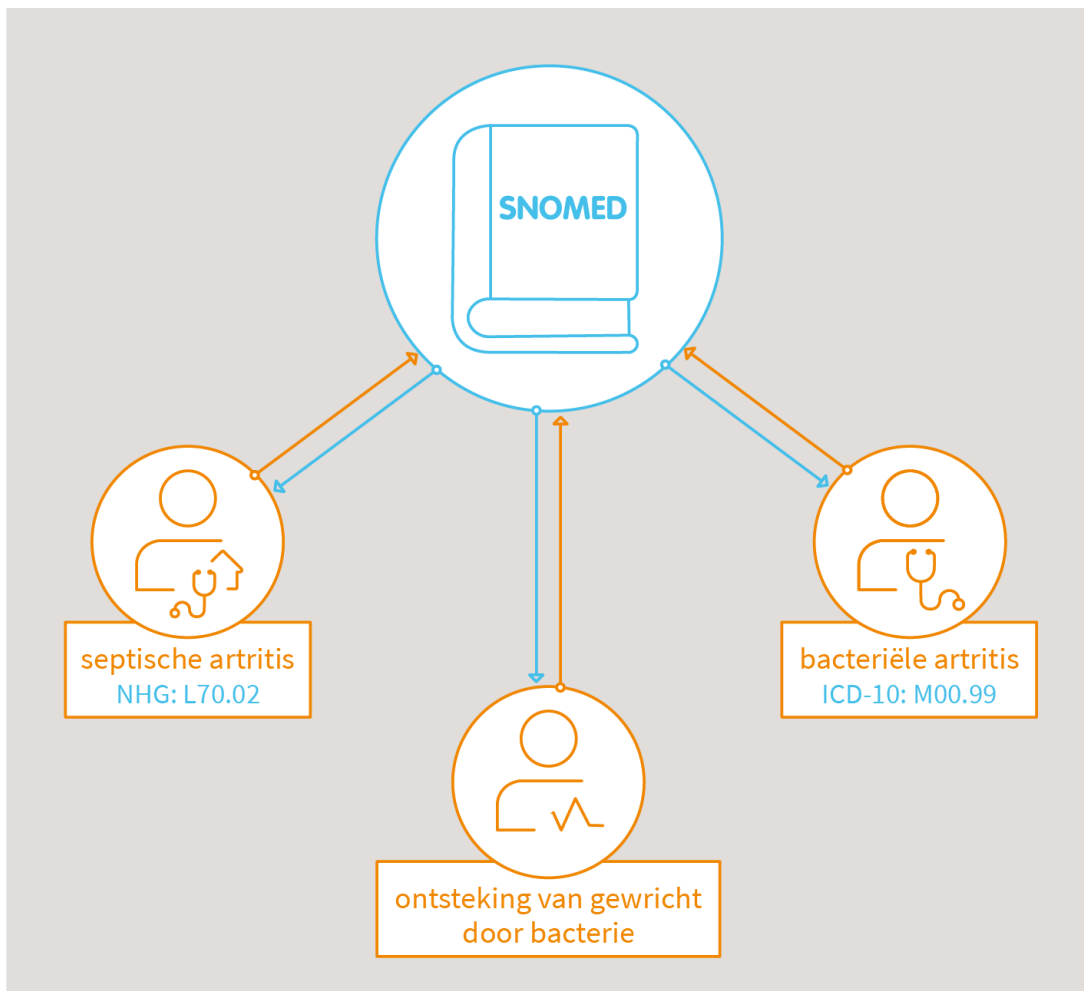 SNOMED
septische artritis
NHG: L70.02
bacteriële artritis
ICD-10: M00.99
ontsteking van gewricht
door bacterie